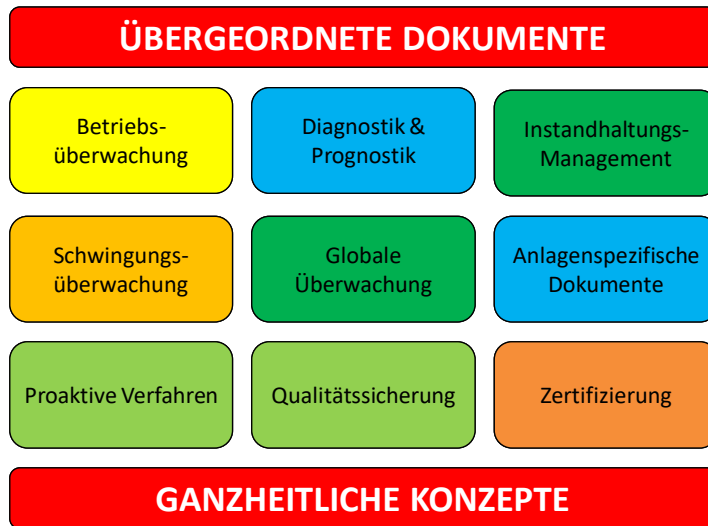 ÜBERGEORDNETE DOKUMENTE
Betriebs-
überwachung
Diagnostik &
Prognostik
Instandhaltungs-
Management
Schwingungs-
überwachung
Globale
Überwachung
Anlagenspezifische
Dokumente
Proaktive Verfahren
Qualitätssicherung
Zertifizierung
GANZHEITLICHE KONZEPTE